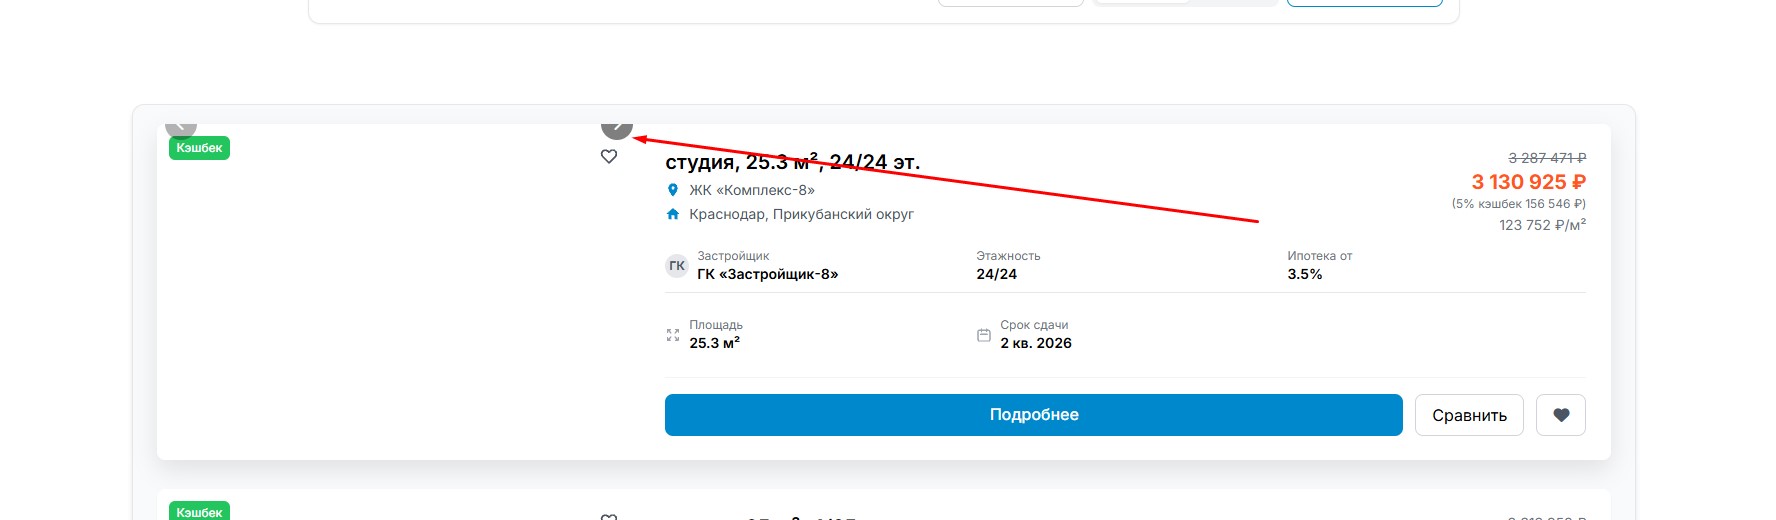 Кэшбек
студия, 25.3 м², 24/24 эт.
ЖК «Комплекс-8»
Краснодар, Прикубанский округ
3 287 471 ₽
3 130 925 ₽
(5% кэшбек 156 546 ₽)
123 752 ₽/м²
ГК
Застройщик
ГК «Застройщик-8»
Этажность
24/24
Ипотека от
3.5%
Площадь
25.3 м²
Срок сдачи
2 кв. 2026
Подробнее
Сравнить
Кэшбек